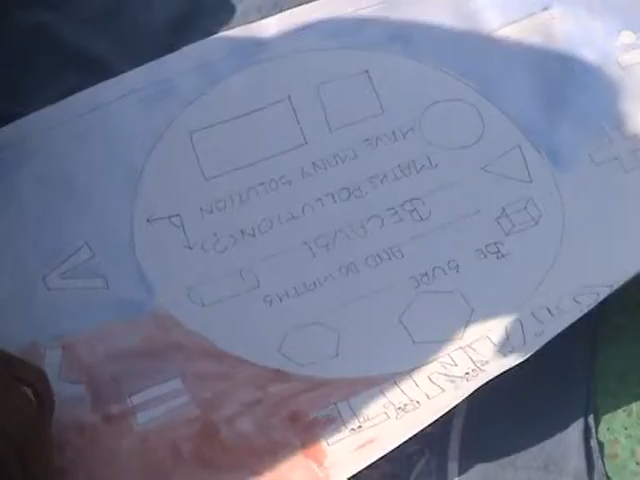 BE SURE
AND DO MATHS
BECAUSE
MATHS POLLUTION(?)
HAVE MANY SOLUTION